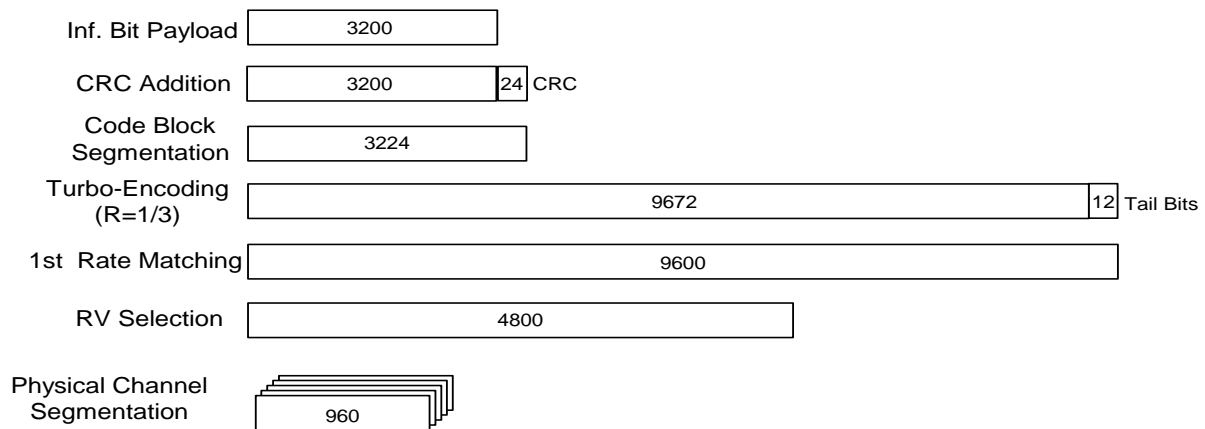 Inf. Bit Payload 3200
CRC Addition 3200 24 CRC
Code Block
Segmentation 3224
Turbo-Encoding
(R=1/3) 9672 12 Tail Bits
1st Rate Matching 9600
RV Selection 4800
Physical Channel
Segmentation 960